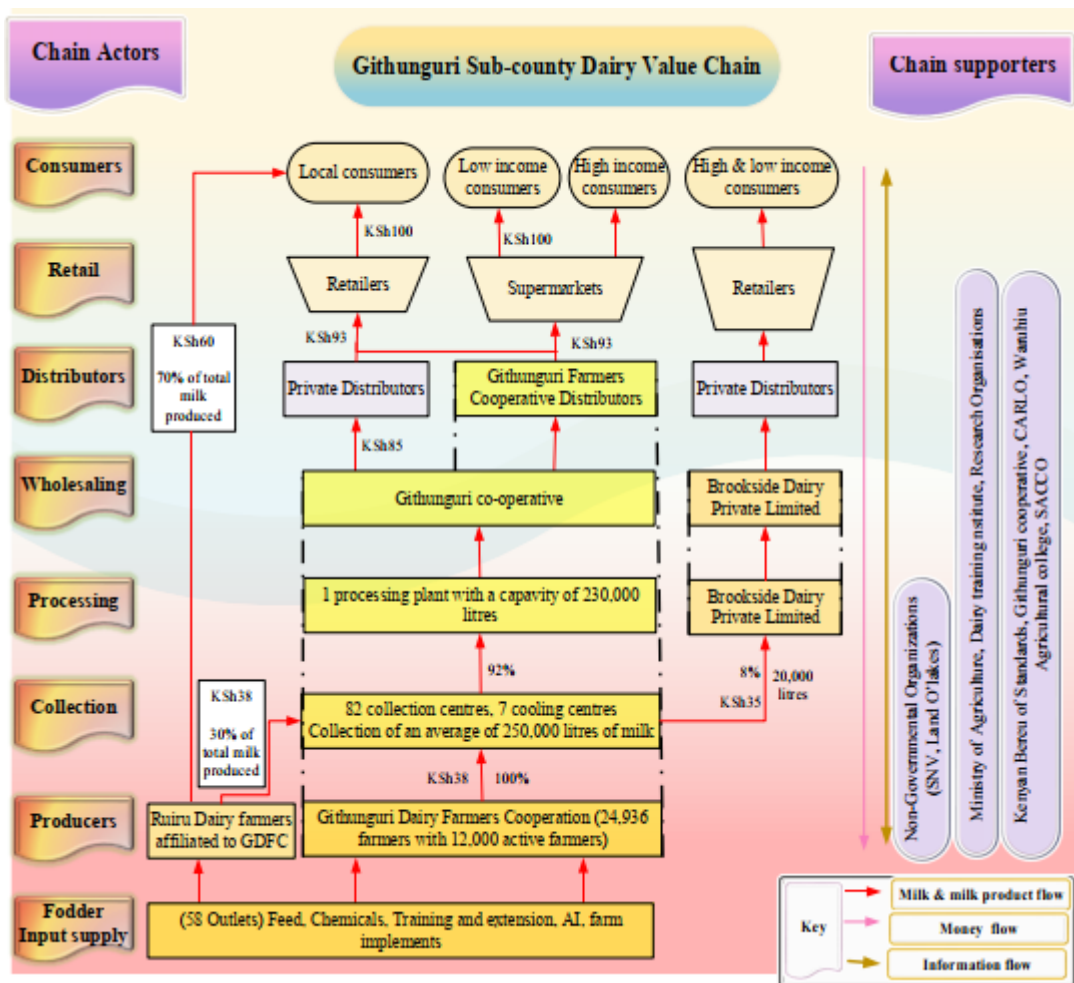 Chain Actors
Githunguri Sub-county Dairy Value Chain
Chain supporters
Consumers
Local consumers
Low income
consumers
High income
consumers
High & low income
consumers
KSh100
KSh100
Retail
Retailers
Supermarkets
Retailers
KSh60
70% of total
milk
produced
KSh93
KSh93
Distributors
Private Distributors
Githunguri Farmers
Cooperative Distributors
Private Distributors
KSh85
Wholesaling
Githunguri co-operative
Brookside Dairy
Private Limited
Processing
1 processing plant with a capavity of 230,000
litres
Brookside Dairy
Private Limited
92%
8%
20,000
litres
KSh35
Collection
KSh38
30% of
total milk
produced
82 collection centres, 7 cooling centres
Collection of an average of 250,000 litres of milk
KSh38
100%
Producers
Ruiru Dairy farmers
affiliated to GDFC
Githunguri Dairy Farmers Cooperation (24,936
farmers with 12,000 active farmers)
Fodder
Input supply
(58 Outlets) Feed, Chemicals, Training and extension, AI, farm
implements
Non-Governmental Organizations
(SNV, Land O'lakes)
Ministry of Agriculture, Dairy training institute, Research Organisations
Kenyan Bereu of Standards, Githunguri cooperative, CARLO, Waruhiu
Agricultural college, SACCO
Key
Milk & milk product flow
Money flow
Information flow